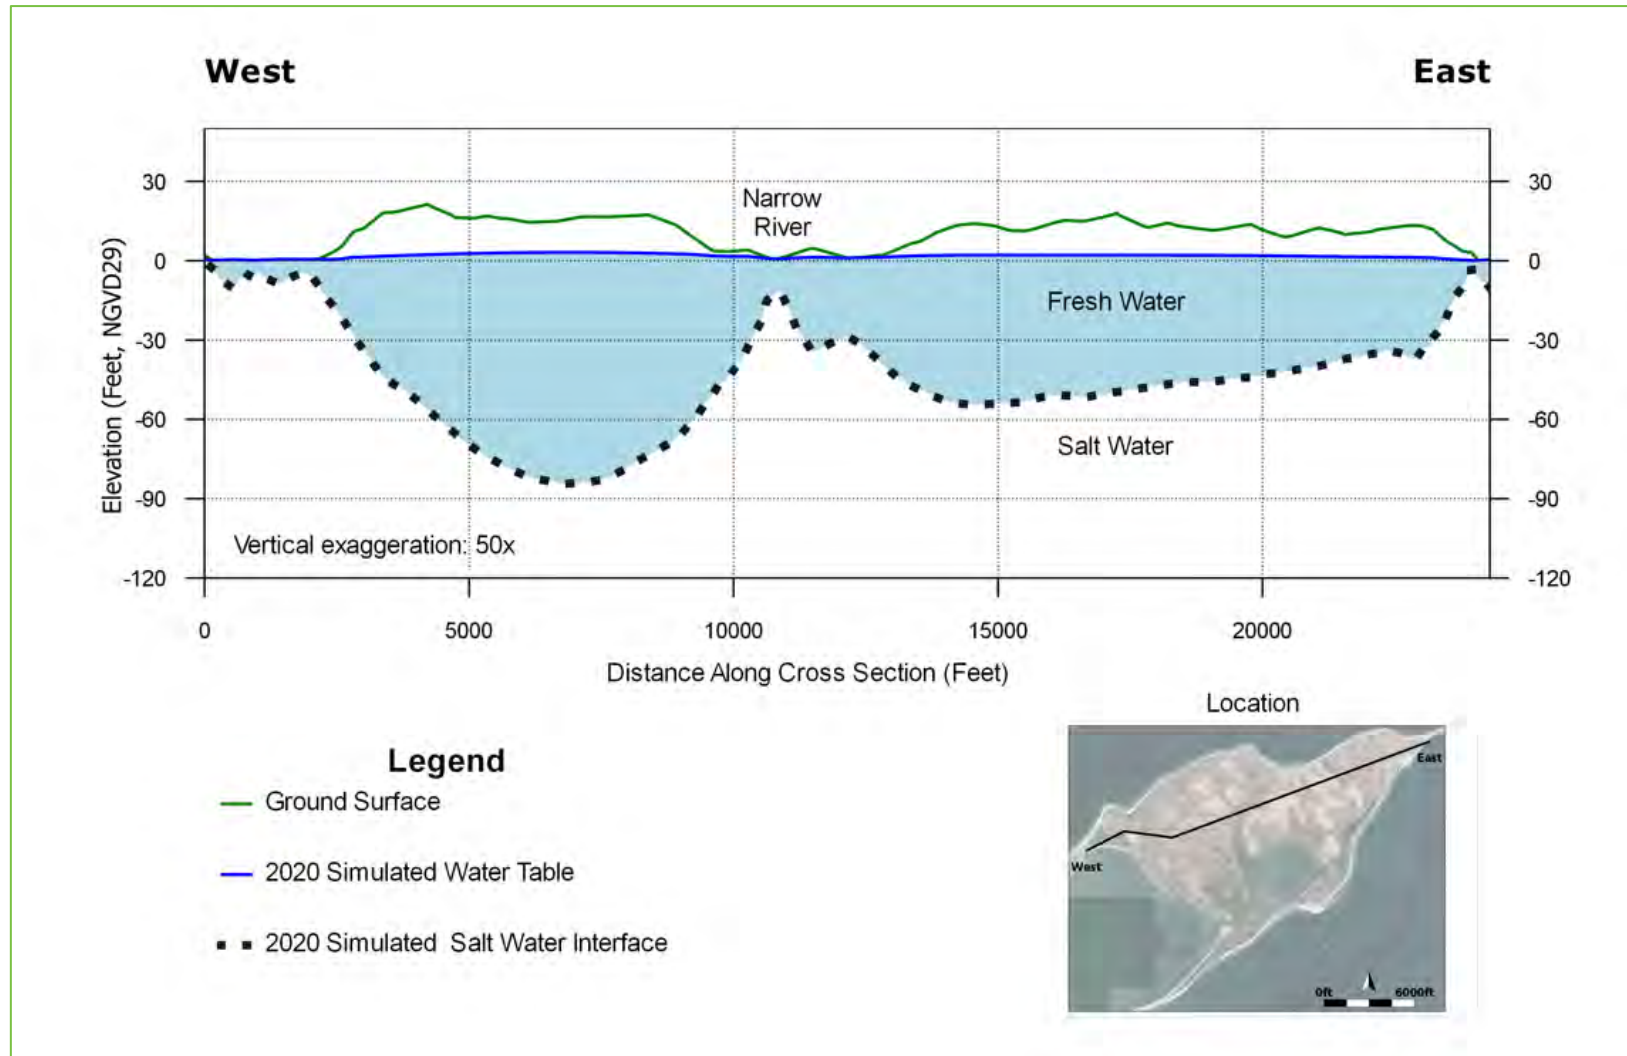 West
East
30
0
-30
-60
-90
-120
30
0
-30
-60
-90
-120
Elevation (Feet, NGVD29)
Narrow
River
Fresh Water
Salt Water
Vertical exaggeration: 50x
0
5000
10000
15000
20000
Distance Along Cross Section (Feet)
Location
Legend
Ground Surface
2020 Simulated Water Table
2020 Simulated Salt Water Interface
East
West
0ft
6000ft